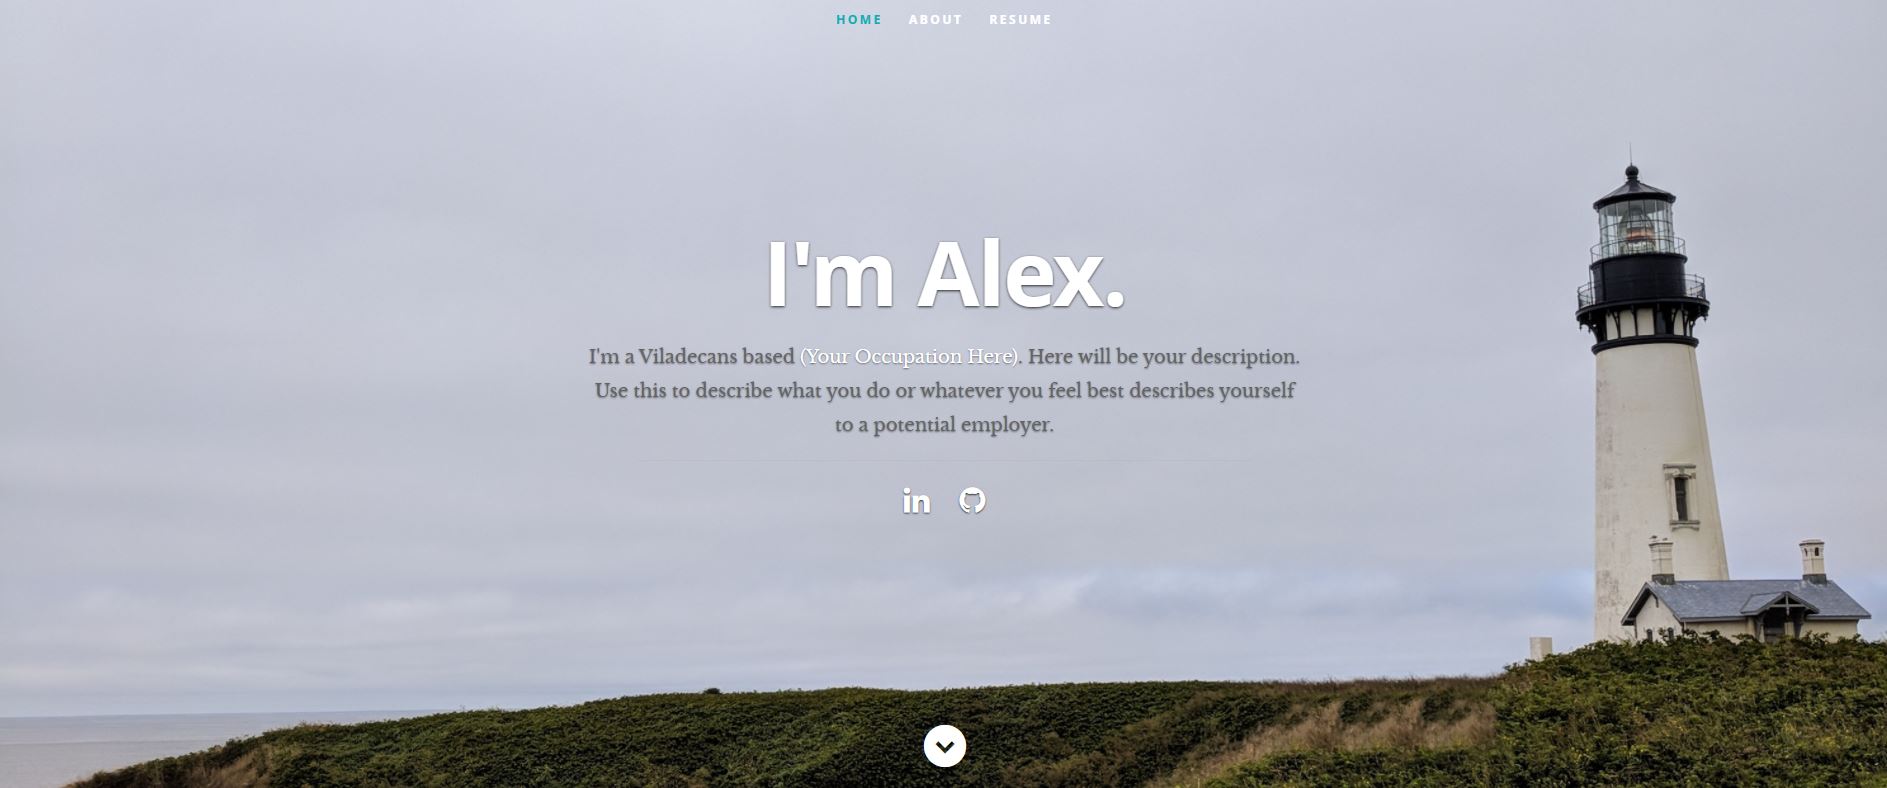 HOME ABOUT RESUME
I'm Alex.
I'm a Viladecans based (Your Occupation Here). Here will be your description.
Use this to describe what you do or whatever you feel best describes yourself
to a potential employer.
in